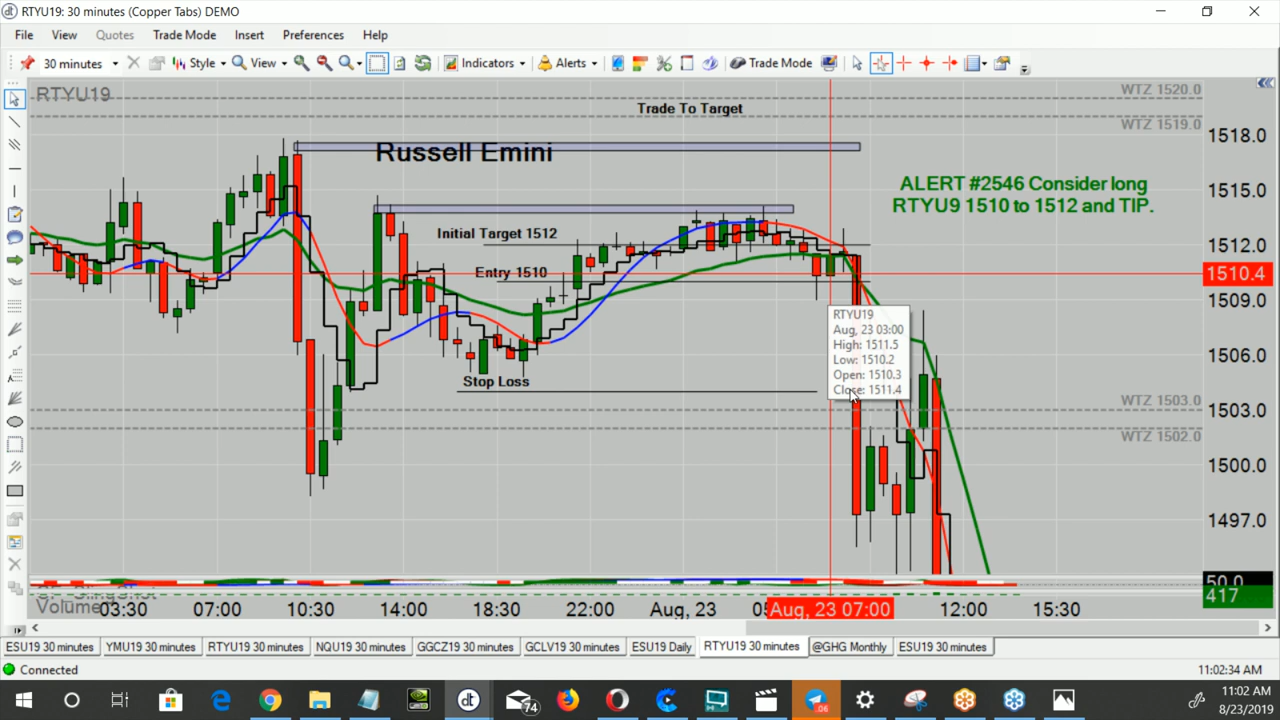 RTYU19: 30 minutes (Copper Tabs) DEMO
File View Quotes Trade Mode Insert Preferences Help
30 minutes Style View Indicators Alerts Trade Mode
RTYU19
WTZ 1520.0
Trade To Target
WTZ 1519.0
1518.0
Russell Emini
ALERT #2546 Consider long
RTYU9 1510 to 1512 and TIP.
1515.0
Initial Target 1512
1512.0
Entry 1510
1510.4
1509.0
RTYU19
Aug, 23 03:00
High: 1511.5
Low: 1510.2
Open: 1510.3
Close: 1511.4
1506.0
Stop Loss
WTZ 1503.0
1503.0
WTZ 1502.0
1500.0
1497.0
50.0
417
Volume 03:30 07:00 10:30 14:00 18:30 22:00 Aug, 23 Aug, 23 07:00 12:00 15:30
ESU19 30 minutes YMU19 30 minutes RTYU19 30 minutes NQU19 30 minutes GGCZ19 30 minutes GCLV19 30 minutes ESU19 Daily RTYU19 30 minutes @GHG Monthly ESU19 30 minutes
Connected 11:02:34 AM
74
.06
11:02 AM
8/23/2019